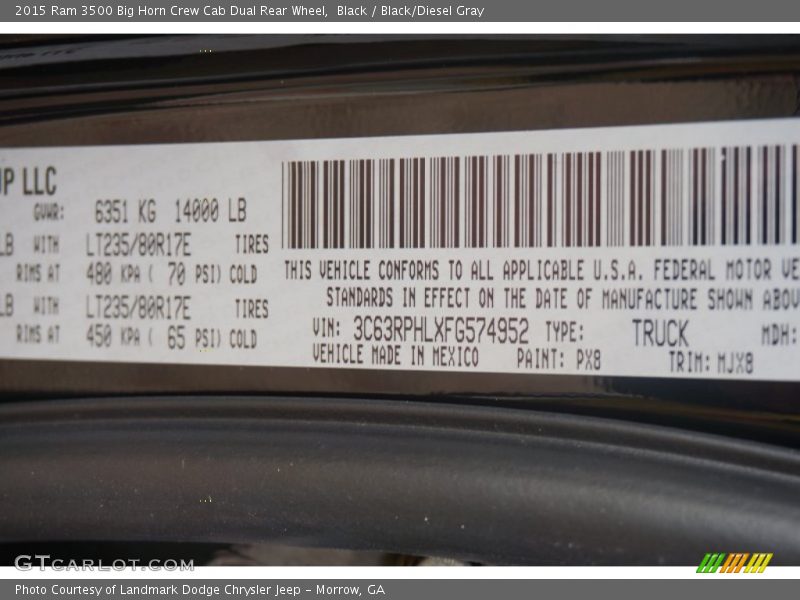 2015 Ram 3500 Big Horn Crew Cab Dual Rear Wheel, Black / Black/Diesel Gray
UP LLC
GVWR: 6351 KG 14000 LB
LB WITH LT235/80R17E TIRES
RIMS AT 480 KPA ( 70 PSI) COLD
LB WITH LT235/80R17E TIRES
RIMS AT 450 KPA ( 65 PSI) COLD
THIS VEHICLE CONFORMS TO ALL APPLICABLE U.S.A. FEDERAL MOTOR VE
STANDARDS IN EFFECT ON THE DATE OF MANUFACTURE SHOWN ABOV
VIN: 3C63RPHLXFG574952 TYPE: TRUCK MDH:
VEHICLE MADE IN MEXICO PAINT: PX8 TRIM: MJX8
GTCARLOT.COM
Photo Courtesy of Landmark Dodge Chrysler Jeep – Morrow, GA